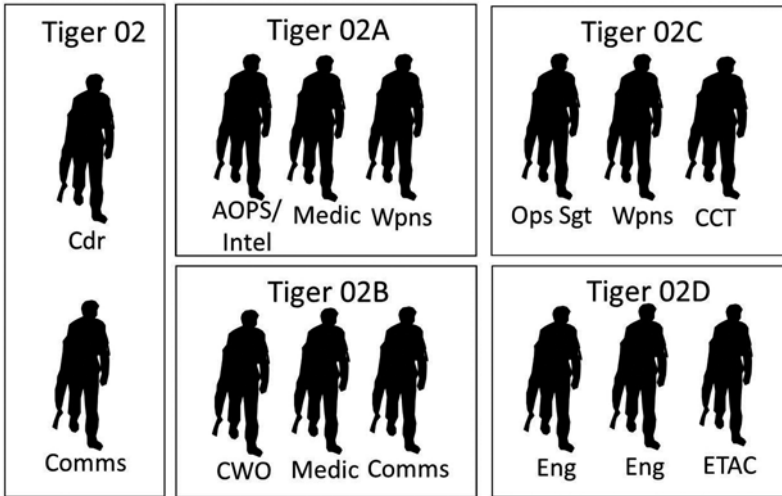 Tiger 02
Cdr
Comms
Tiger 02A
AOPS/ Medic Wpns
Intel
Tiger 02C
Ops Sgt Wpns CCT
Tiger 02B
CWO Medic Comms
Tiger 02D
Eng Eng ETAC